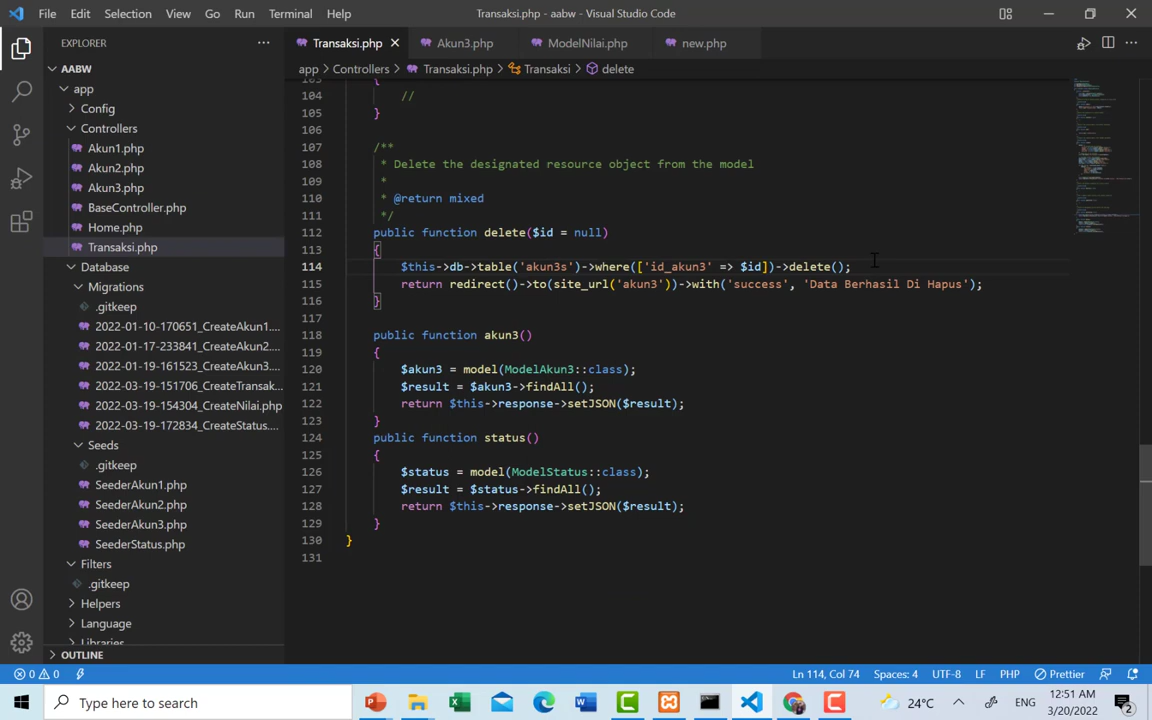 File Edit Selection View Go Run Terminal Help
Transaksi.php - aabw - Visual Studio Code
EXPLORER
Transaksi.php
Akun3.php
ModelNilai.php
new.php
app > Controllers > Transaksi.php > Transaksi > delete
AABW
app
Config
Controllers
Akun1.php
Akun2.php
Akun3.php
BaseController.php
Home.php
Transaksi.php
Database
Migrations
.gitkeep
2022-01-10-170651_CreateAkun1....
2022-01-17-233841_CreateAkun2....
2022-01-19-161523_CreateAkun3....
2022-03-19-151706_CreateTransak...
2022-03-19-154304_CreateNilai.php
2022-03-19-172834_CreateStatus....
Seeds
.gitkeep
SeederAkun1.php
SeederAkun2.php
SeederAkun3.php
SeederStatus.php
Filters
.gitkeep
Helpers
Language
Libraries
OUTLINE
103 {
104 //
105 }
106
107 /**
108 * Delete the designated resource object from the model
109 *
110 * @return mixed
111 */
112 public function delete($id = null)
113 {
114 $this->db->table('akun3s')->where(['id_akun3' => $id])->delete();
115 return redirect()->to(site_url('akun3'))->with('success', 'Data Berhasil Di Hapus');
116 }
117
118 public function akun3()
119 {
120 $akun3 = model(ModelAkun3::class);
121 $result = $akun3->findAll();
122 return $this->response->setJSON($result);
123 }
124 public function status()
125 {
126 $status = model(ModelStatus::class);
127 $result = $status->findAll();
128 return $this->response->setJSON($result);
129 }
130 }
131
0 0 Ln 114, Col 74 Spaces: 4 UTF-8 LF PHP Prettier
Type here to search
24°C
ENG
12:51 AM
3/20/2022
2